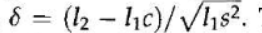 δ = (l₂ − l₁c)/√l₁s².